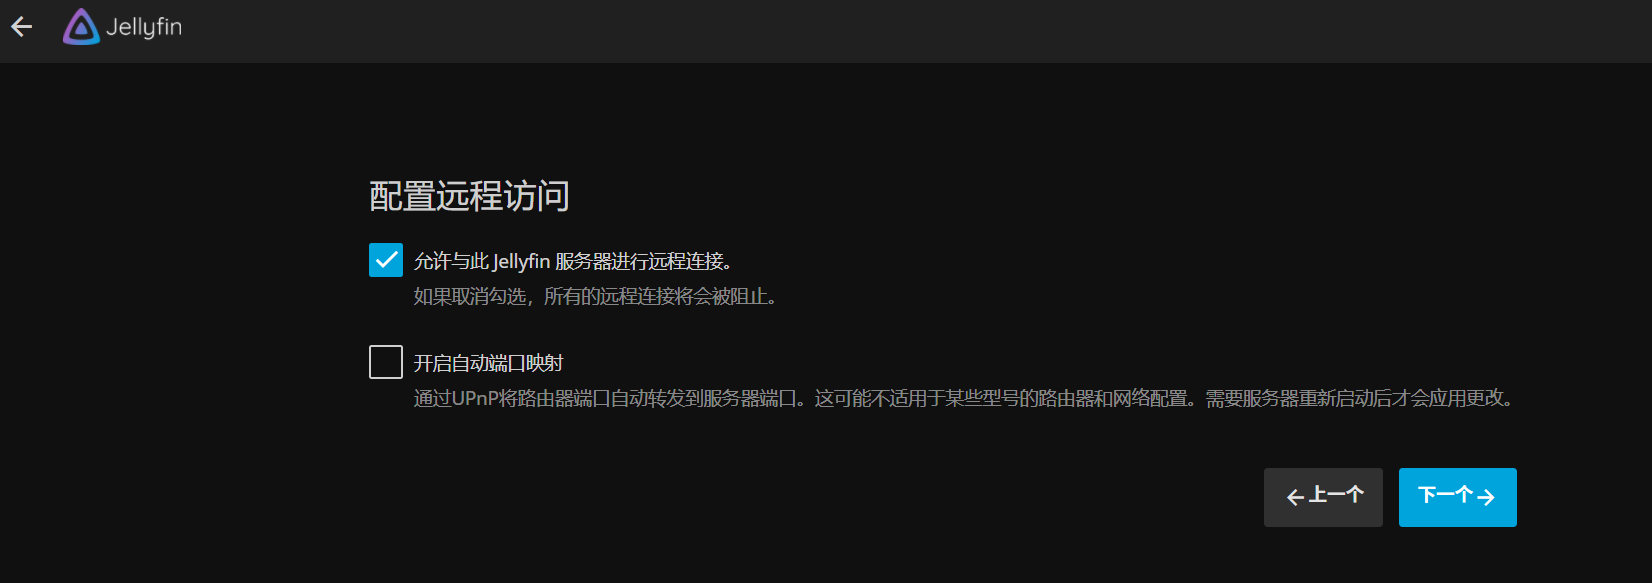 Jellyfin
配置远程访问
允许与此 Jellyfin 服务器进行远程连接。
如果取消勾选，所有的远程连接将会被阻止。
开启自动端口映射
通过UPnP将路由器端口自动转发到服务器端口。这可能不适用于某些型号的路由器和网络配置。需要服务器重新启动后才会应用更改。
←上一个 下一个→